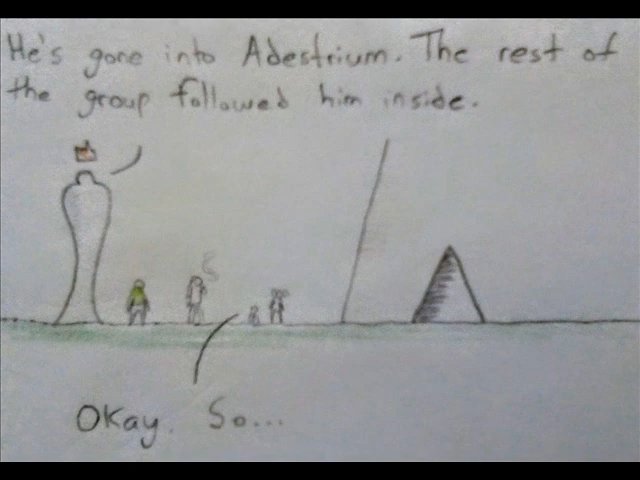 He's gone into Adestrium. The rest of
the group followed him inside.
Okay. So...